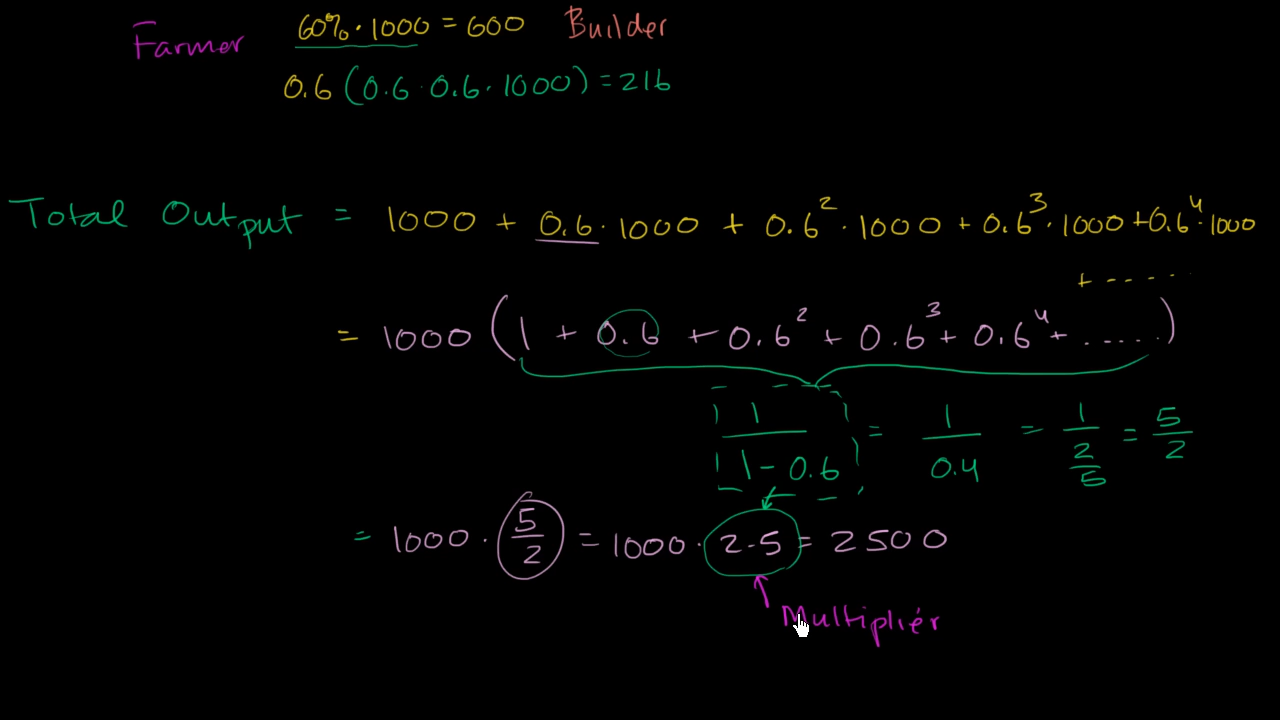 Farmer 60% · 1000 = 600 Builder
0.6 (0.6 · 0.6 · 1000) = 216
Total Output = 1000 + 0.6 · 1000 + 0.6² · 1000 + 0.6³ · 1000 + 0.6⁴ · 1000
+ - - - - -
= 1000 (1 + 0.6 + 0.6² + 0.6³ + 0.6⁴ + .....)
1/(1 - 0.6) = 1/0.4 = 1/(2/5) = 5/2
= 1000 · 5/2 = 1000 · 2.5 = 2500
Multiplier